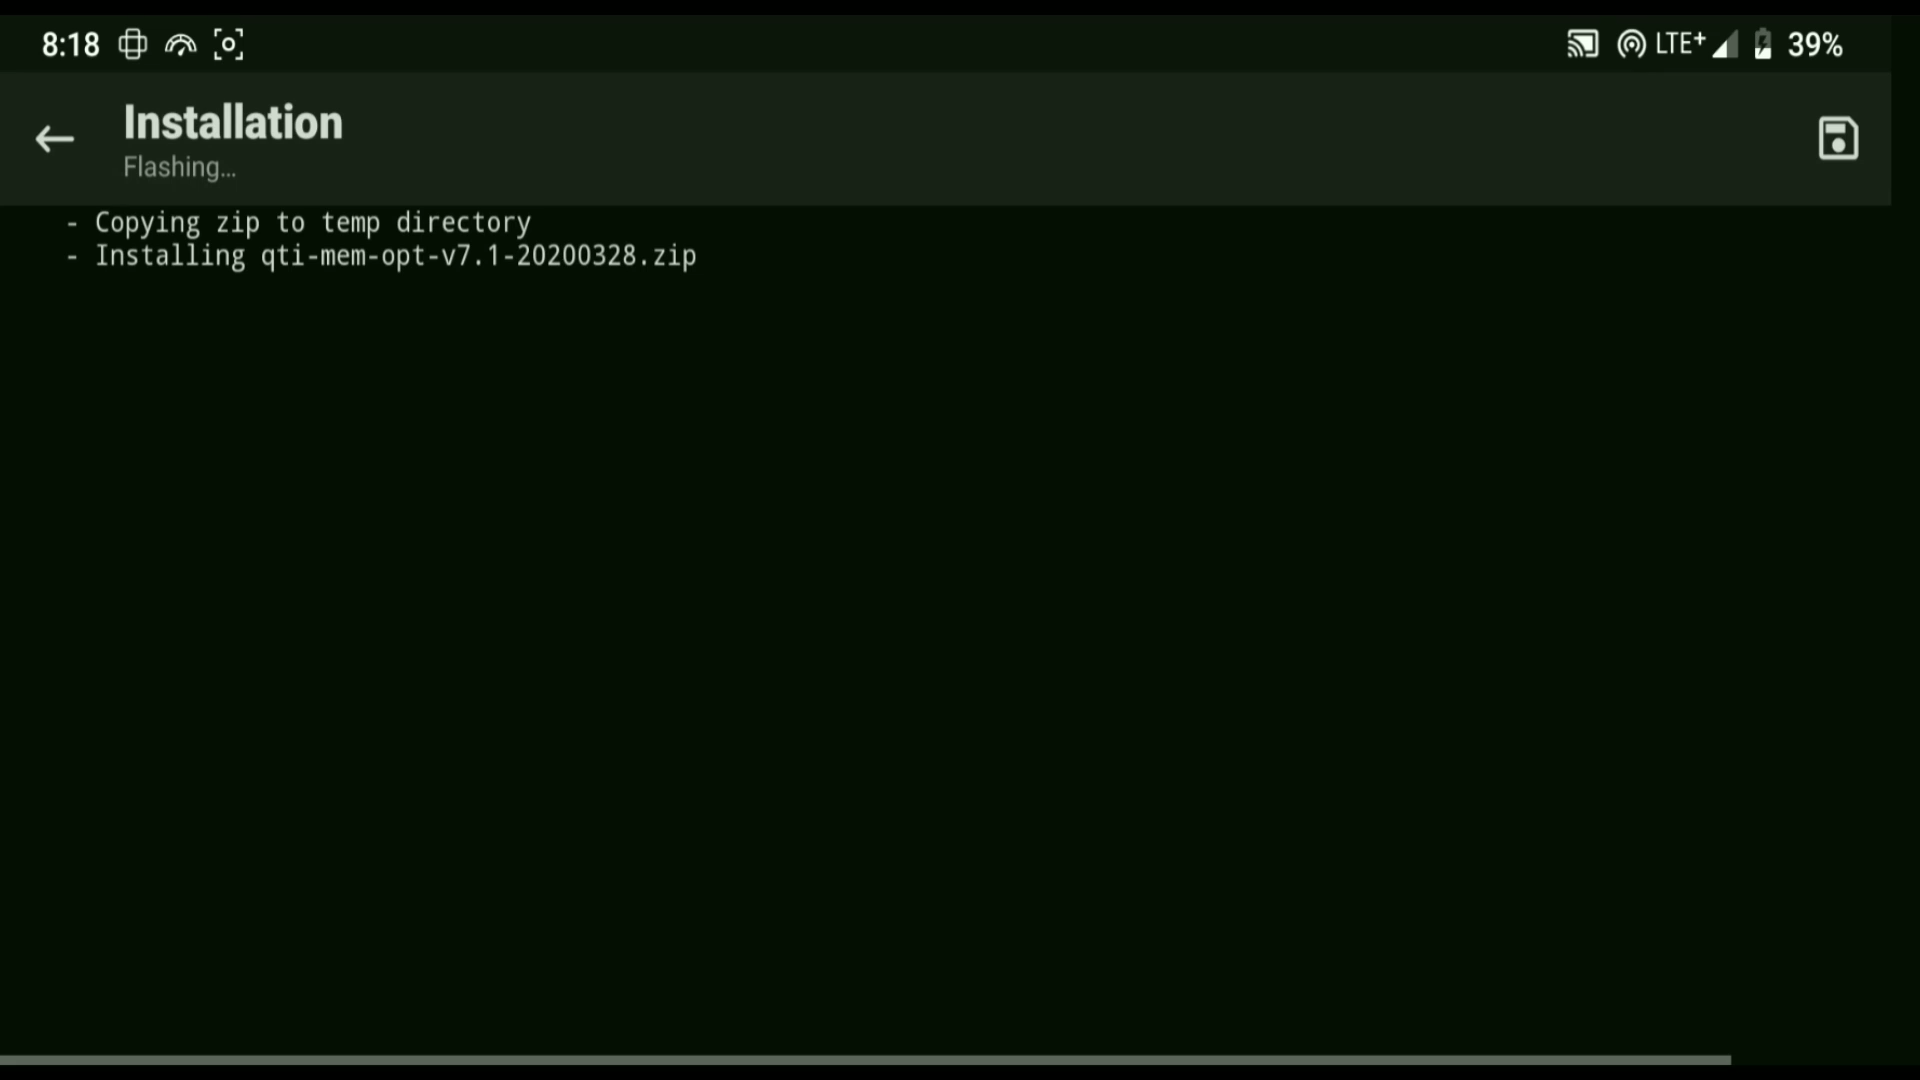 8:18 LTE+ 39%
Installation
Flashing...
- Copying zip to temp directory
- Installing qti-mem-opt-v7.1-20200328.zip